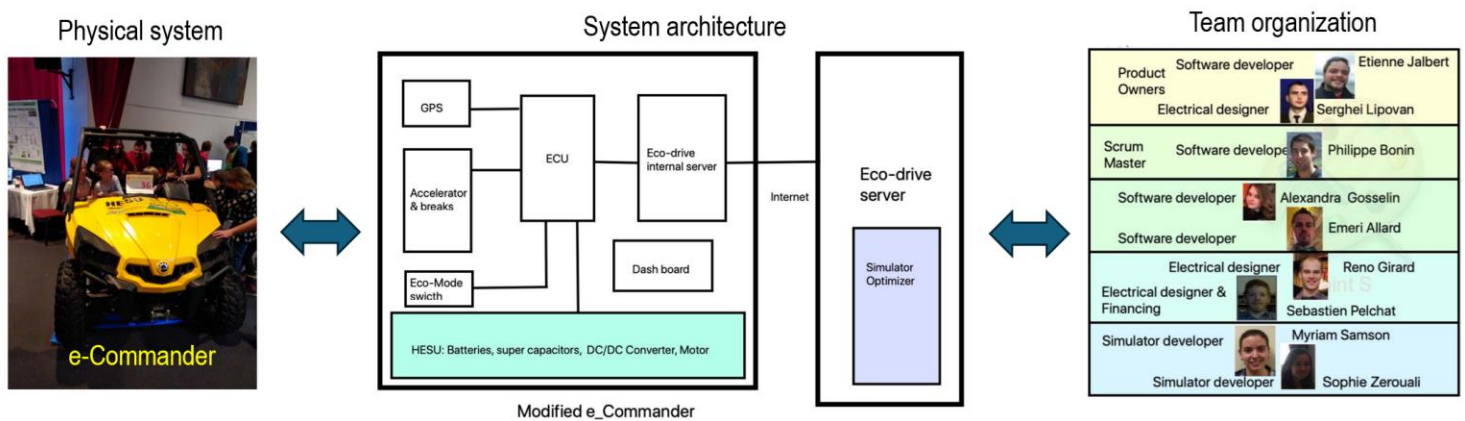 Physical system
System architecture
Team organization
HESU
36
e-Commander
GPS
Accelerator
& breaks
Eco-Mode
swicth
ECU
Eco-drive
internal server
Dash board
HESU: Batteries, super capacitors, DC/DC Converter, Motor
Modified e_Commander
Internet
Eco-drive
server
Simulator
Optimizer
Product
Owners
Software developer
Etienne Jalbert
Electrical designer
Serghei Lipovan
Scrum
Master
Software develope
Philippe Bonin
Software developer
Alexandra Gosselin
Software developer
Emeri Allard
Electrical designer
Reno Girard
Electrical designer &
Financing
Sebastien Pelchat
Simulator developer
Myriam Samson
Simulator developer
Sophie Zerouali